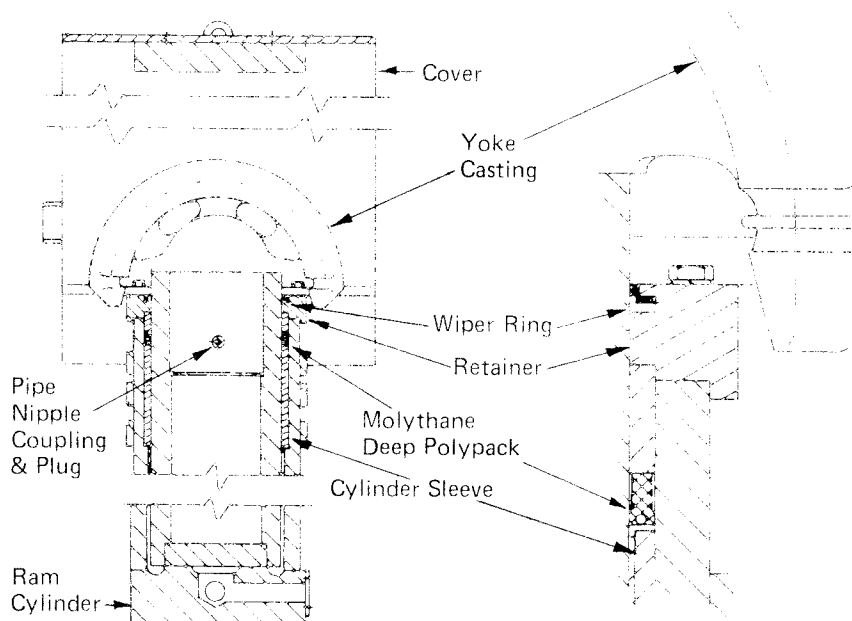 Cover
Yoke
Casting
Wiper Ring
Retainer
Pipe
Nipple
Coupling
& Plug
Molythane
Deep Polypack
Cylinder Sleeve
Ram
Cylinder